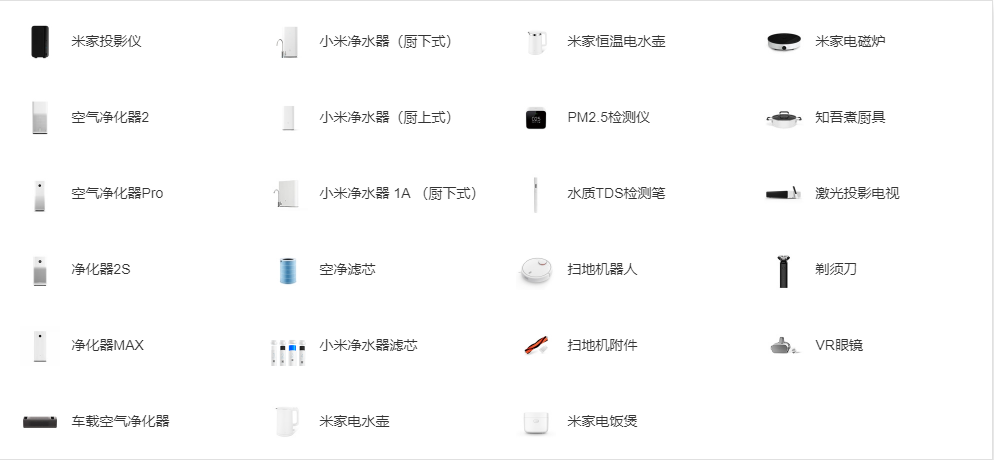 米家投影仪
小米净水器（厨下式）
米家恒温电水壶
米家电磁炉
空气净化器2
小米净水器（厨上式）
PM2.5检测仪
知吾煮厨具
空气净化器Pro
小米净水器 1A （厨下式）
水质TDS检测笔
激光投影电视
净化器2S
空净滤芯
扫地机器人
剃须刀
净化器MAX
小米净水器滤芯
扫地机附件
VR眼镜
车载空气净化器
米家电水壶
米家电饭煲